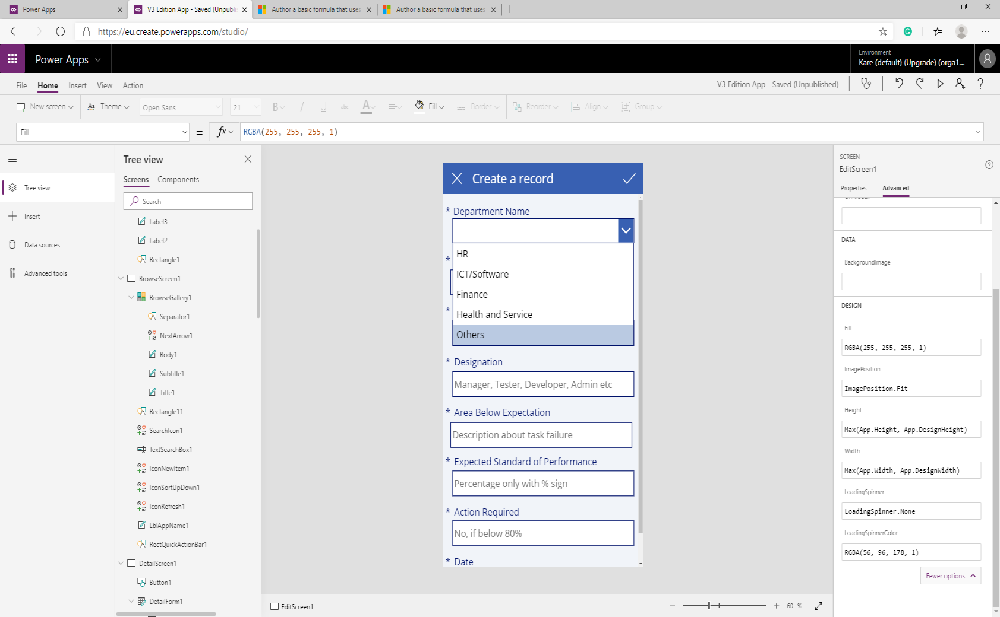 Power Apps
V3 Edition App - Saved (Unpubli
Author a basic formula that uses
Author a basic formula that uses
https://eu.create.powerapps.com/studio/
Power Apps
Environment
Kare (default) (Upgrade) (orga1...
File
Home
Insert
View
Action
V3 Edition App - Saved (Unpublished)
New screen
Theme
Open Sans
21
B
U
abc
A
Fill
Border
Reorder
Align
Group
Fill
=
fx
RGBA(255, 255, 255, 1)
Tree view
Insert
Data sources
Advanced tools
Tree view
Screens
Components
Search
Label3
Label2
Rectangle1
BrowseScreen1
BrowseGallery1
Separator1
NextArrow1
Body1
Subtitle1
Title1
Rectangle11
SearchIcon1
TextSearchBox1
IconNewItem1
IconSortUpDown1
IconRefresh1
LblAppName1
RectQuickActionBar1
DetailScreen1
Button1
DetailForm1
Create a record
* Department Name
HR
*
ICT/Software
Finance
*
Health and Service
Others
* Designation
Manager, Tester, Developer, Admin etc
* Area Below Expectation
Description about task failure
* Expected Standard of Performance
Percentage only with % sign
* Action Required
No, if below 80%
* Date
EditScreen1
60 %
SCREEN
EditScreen1
Properties
Advanced
DATA
BackgroundImage
DESIGN
Fill
RGBA(255, 255, 255, 1)
ImagePosition
ImagePosition.Fit
Height
Max(App.Height, App.DesignHeight)
Width
Max(App.Width, App.DesignWidth)
LoadingSpinner
LoadingSpinner.None
LoadingSpinnerColor
RGBA(56, 96, 178, 1)
Fewer options